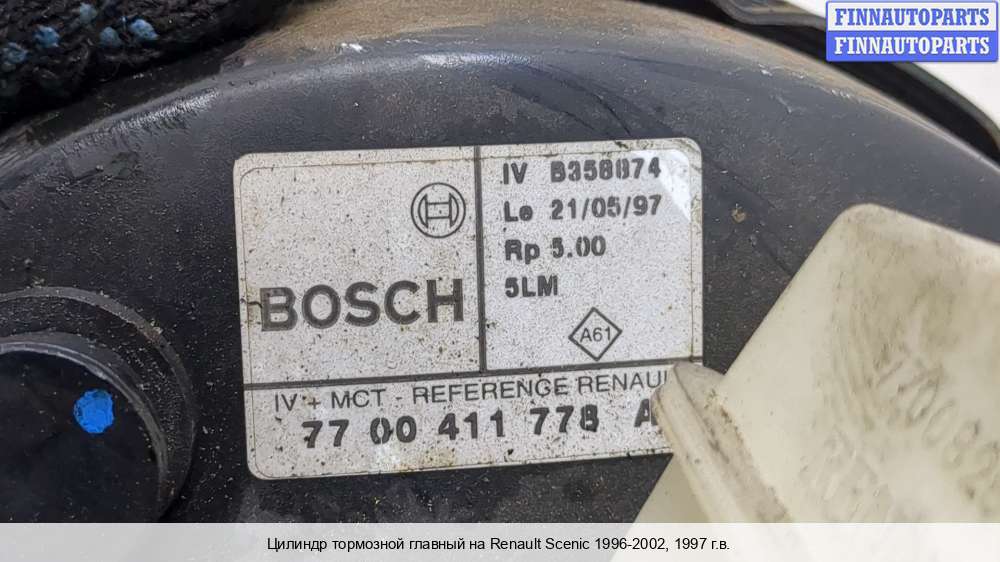 FINNAUTOPARTS
FINNAUTOPARTS
IV B358874
Le 21/05/97
Rp 5.00
5LM
BOSCH
A61
IV + MCT - REFERENCE RENAUL
77 00 411 778 A
Цилиндр тормозной главный на Renault Scenic 1996-2002, 1997 г.в.